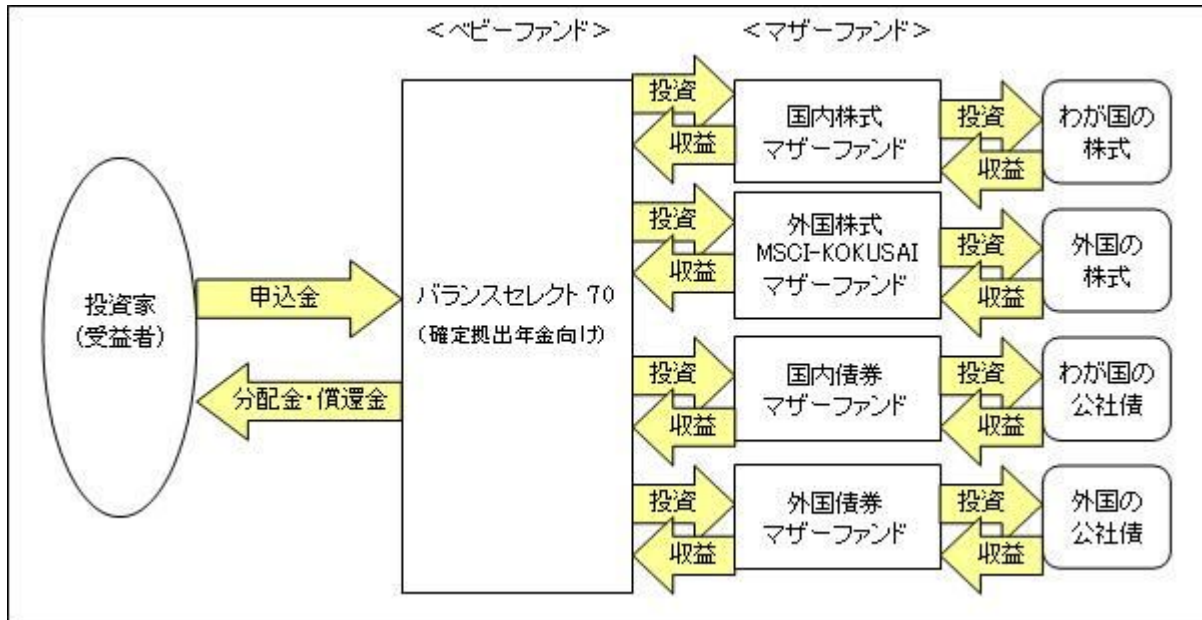 ＜ベビーファンド＞
＜マザーファンド＞
投資家
（受益者）
申込金
分配金・償還金
バランスセレクト70
（確定拠出年金向け）
投資
収益
国内株式
マザーファンド
投資
収益
わが国の
株式
投資
収益
外国株式
MSCI-KOKUSAI
マザーファンド
投資
収益
外国の
株式
投資
収益
国内債券
マザーファンド
投資
収益
わが国の
公社債
投資
収益
外国債券
マザーファンド
投資
収益
外国の
公社債